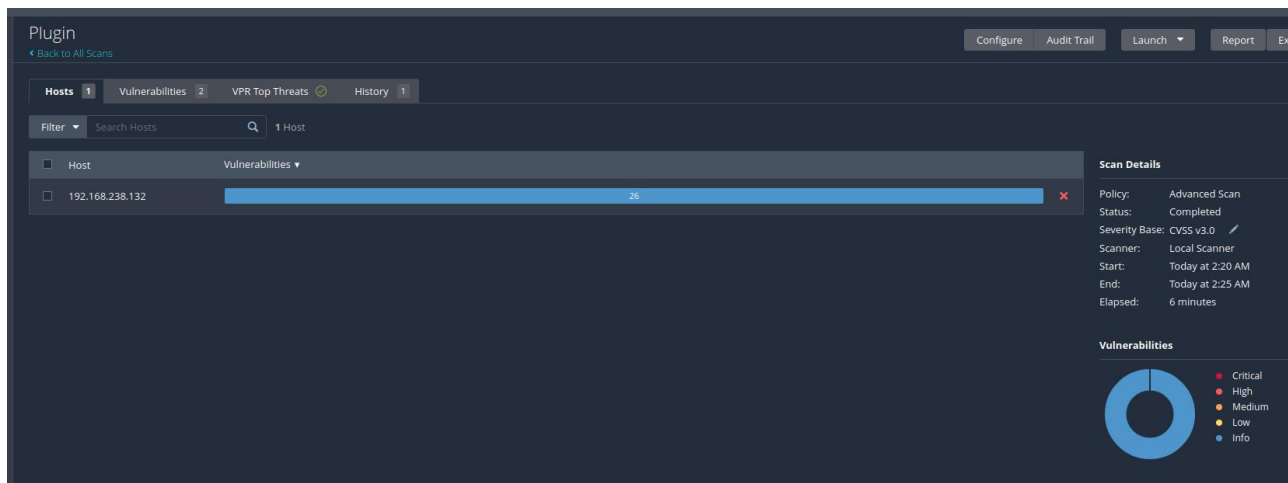 Plugin
Back to All Scans
Configure Audit Trail Launch Report Ex
Hosts 1 Vulnerabilities 2 VPR Top Threats History 1
Filter Search Hosts 1 Host
Host Vulnerabilities
192.168.238.132 26
Scan Details
Policy: Advanced Scan
Status: Completed
Severity Base: CVSS v3.0
Scanner: Local Scanner
Start: Today at 2:20 AM
End: Today at 2:25 AM
Elapsed: 6 minutes
Vulnerabilities
Critical
High
Medium
Low
Info